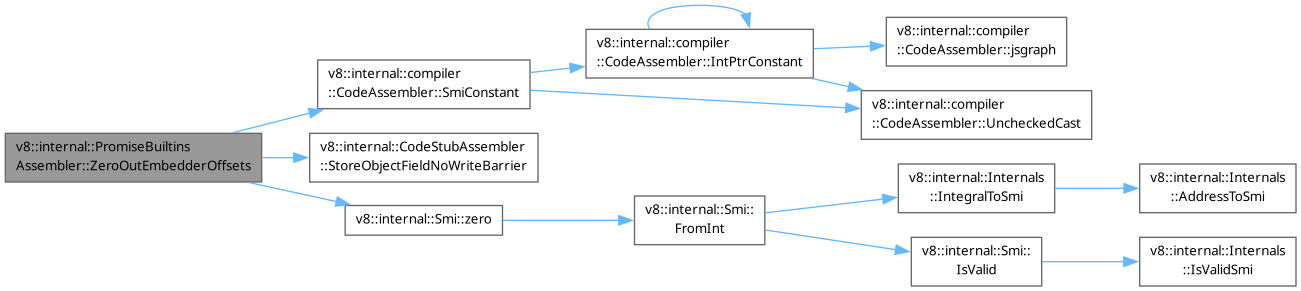 v8::internal::PromiseBuiltins
Assembler::ZeroOutEmbedderOffsets
v8::internal::compiler
::CodeAssembler::SmiConstant
v8::internal::compiler
::CodeAssembler::IntPtrConstant
v8::internal::compiler
::CodeAssembler::jsgraph
v8::internal::compiler
::CodeAssembler::UncheckedCast
v8::internal::CodeStubAssembler
::StoreObjectFieldNoWriteBarrier
v8::internal::Smi::zero
v8::internal::Smi::
FromInt
v8::internal::Internals
::IntegralToSmi
v8::internal::Internals
::AddressToSmi
v8::internal::Smi::
IsValid
v8::internal::Internals
::IsValidSmi